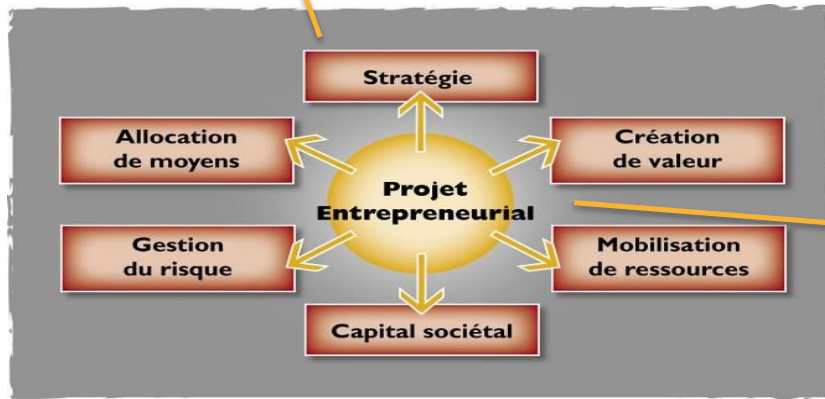 Stratégie
Allocation
de moyens
Création
de valeur
Projet
Entrepreneurial
Gestion
du risque
Mobilisation
de ressources
Capital sociétal